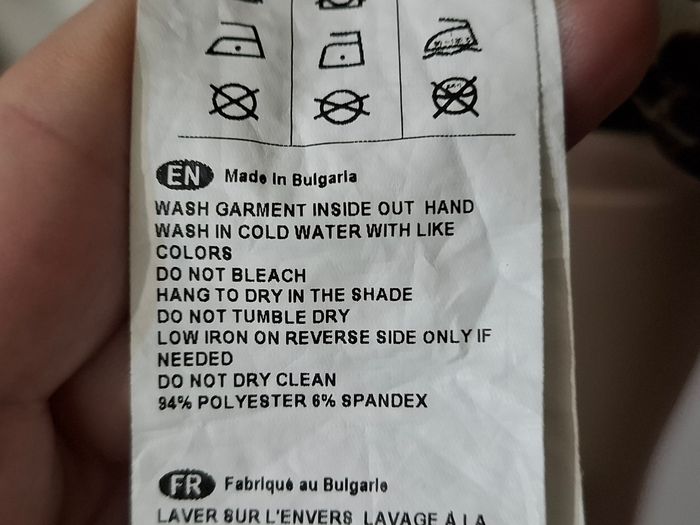 EN Made In Bulgaria
WASH GARMENT INSIDE OUT HAND
WASH IN COLD WATER WITH LIKE
COLORS
DO NOT BLEACH
HANG TO DRY IN THE SHADE
DO NOT TUMBLE DRY
LOW IRON ON REVERSE SIDE ONLY IF
NEEDED
DO NOT DRY CLEAN
94% POLYESTER 6% SPANDEX
FR Fabriqué au Bulgarie
LAVER SUR L'ENVERS LAVAGE À LA